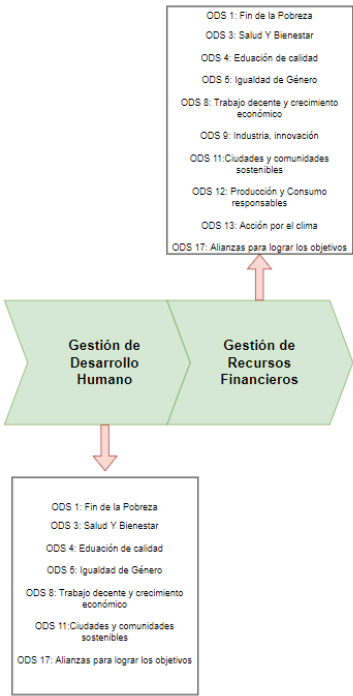 ODS 1: Fin de la Pobreza
ODS 3: Salud Y Bienestar
ODS 4: Eduación de calidad
ODS 5: Igualdad de Género
ODS 8: Trabajo decente y crecimiento
económico
ODS 9: Industria, innovación
ODS 11:Ciudades y comunidades
sostenibles
ODS 12: Producción y Consumo
responsables
ODS 13: Acción por el clima
ODS 17: Alianzas para lograr los objetivos
Gestión de
Desarrollo
Humano
Gestión de
Recursos
Financieros
ODS 1: Fin de la Pobreza
ODS 3: Salud Y Bienestar
ODS 4: Eduación de calidad
ODS 5: Igualdad de Género
ODS 8: Trabajo decente y crecimiento
económico
ODS 11:Ciudades y comunidades
sostenibles
ODS 17: Alianzas para lograr los objetivos